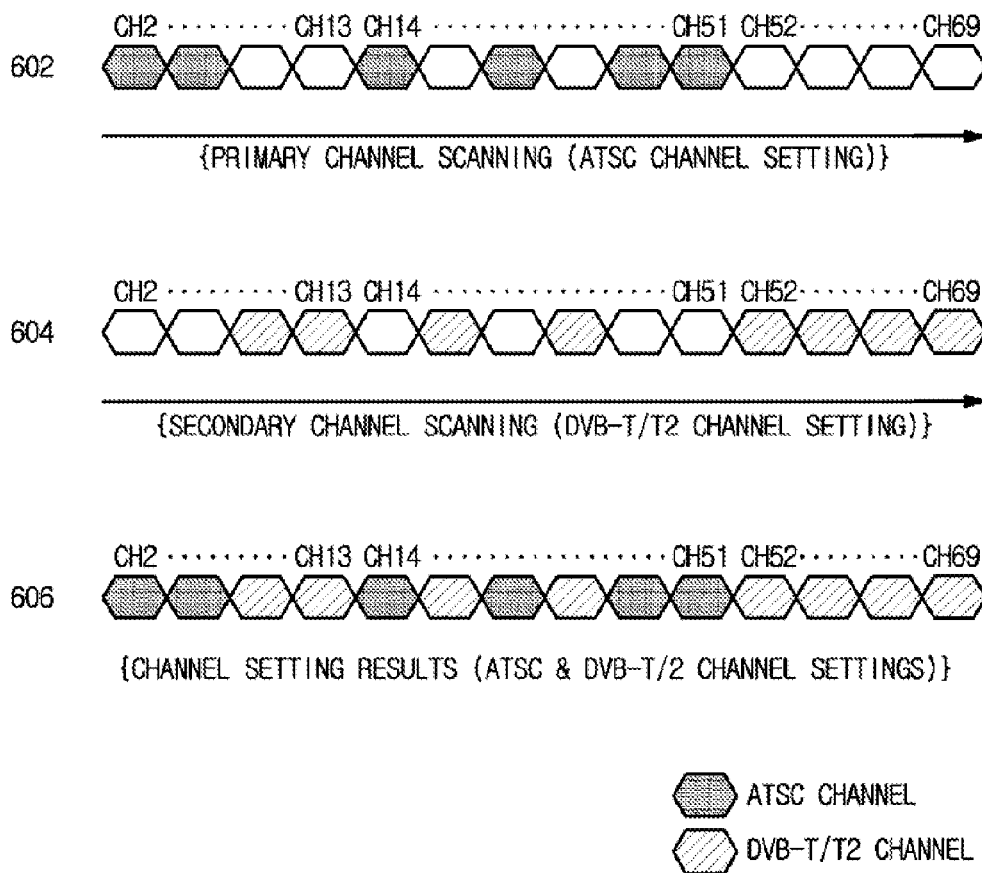 CH2 ········ CH13 CH14 ················ CH51 CH52 ········ CH69
602
{PRIMARY CHANNEL SCANNING (ATSC CHANNEL SETTING)}
CH2 ········ CH13 CH14 ················ CH51 CH52 ········ CH69
604
{SECONDARY CHANNEL SCANNING (DVB-T/T2 CHANNEL SETTING)}
CH2 ········ CH13 CH14 ················ CH51 CH52 ········ CH69
606
{CHANNEL SETTING RESULTS (ATSC & DVB-T/2 CHANNEL SETTINGS)}
ATSC CHANNEL
DVB-T/T2 CHANNEL